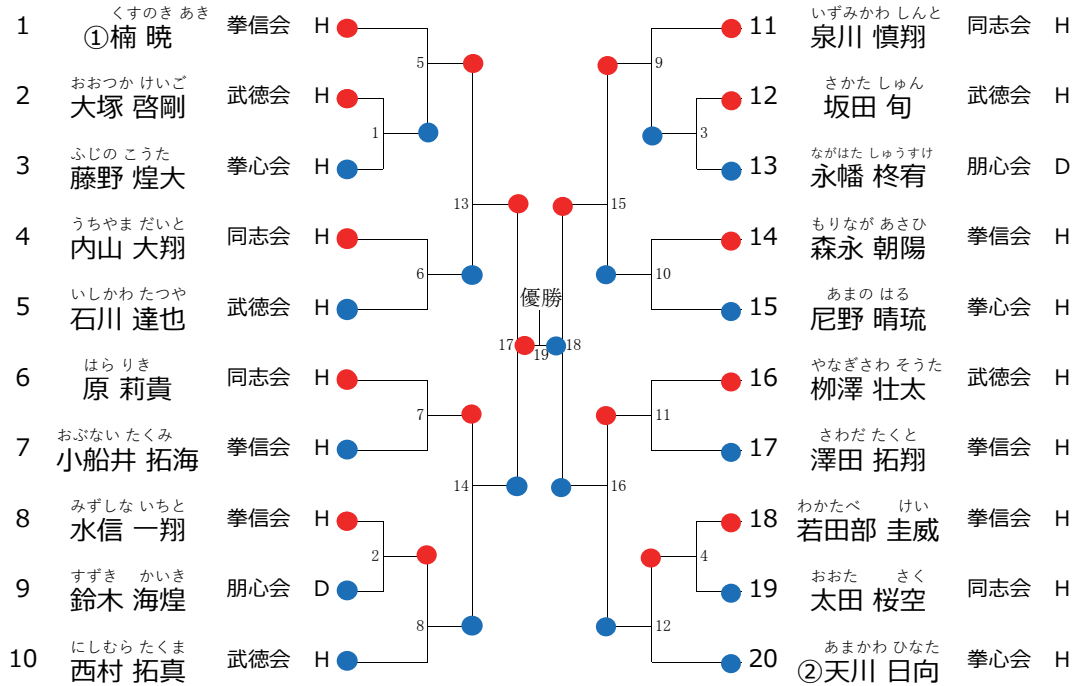 くすのき あき
1 ①楠 暁 拳信会 H
おおつか けいご
2 大塚 啓剛 武徳会 H
ふじの こうた
3 藤野 煌大 拳心会 H
うちやま だいと
4 内山 大翔 同志会 H
いしかわ たつや
5 石川 達也 武徳会 H
はら りき
6 原 莉貴 同志会 H
おぶない たくみ
7 小船井 拓海 拳信会 H
みずしな いちと
8 水信 一翔 拳信会 H
すずき かいき
9 鈴木 海煌 朋心会 D
にしむら たくま
10 西村 拓真 武徳会 H
5
1
13
6
17
7
14
2
8
優勝
19
9
3
15
10
18
11
16
4
12
いずみかわ しんと
11 泉川 慎翔 同志会 H
さかた しゅん
12 坂田 旬 武徳会 H
ながはた しゅうすけ
13 永幡 柊宥 朋心会 D
もりなが あさひ
14 森永 朝陽 拳信会 H
あまの はる
15 尼野 晴琉 拳心会 H
やなぎさわ そうた
16 栁澤 壮太 武徳会 H
さわだ たくと
17 澤田 拓翔 拳信会 H
わかたべ けい
18 若田部 圭威 拳信会 H
おおた さく
19 太田 桜空 同志会 H
あまかわ ひなた
20 ②天川 日向 拳心会 H